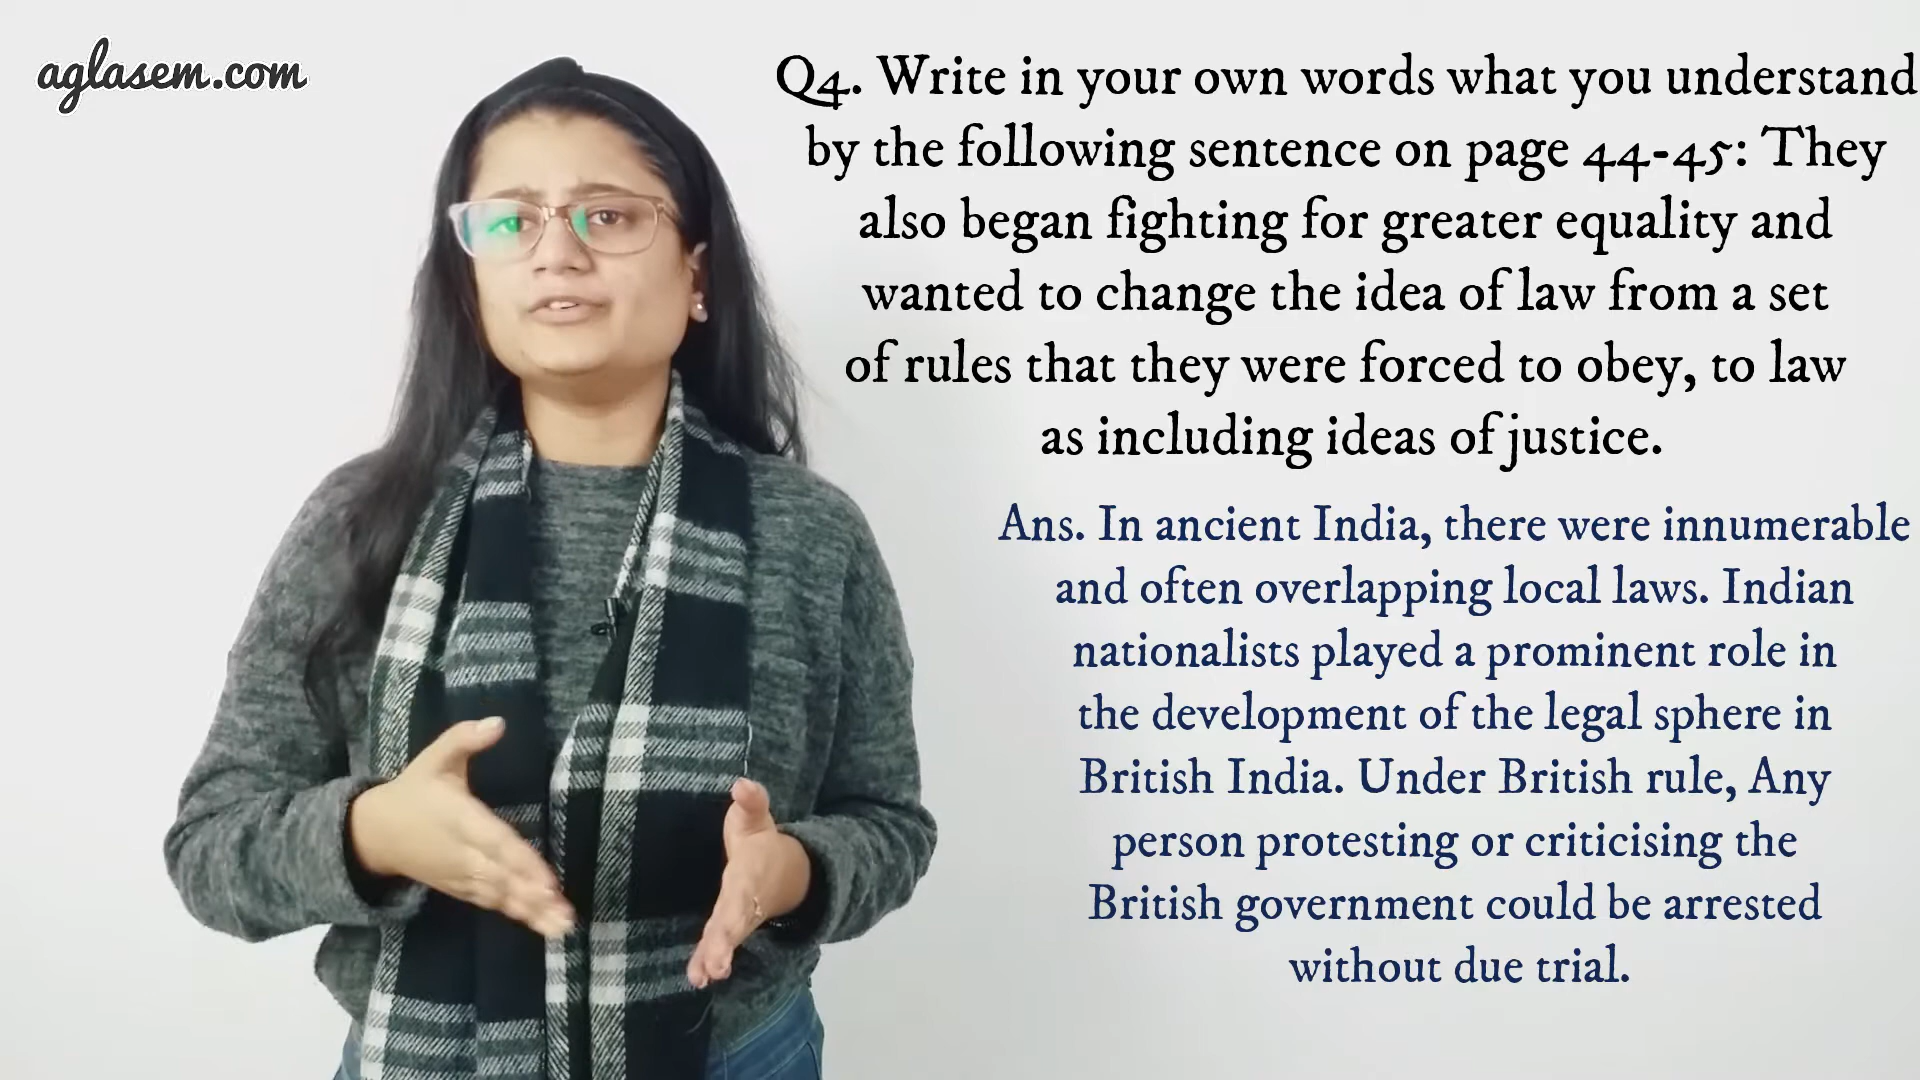 aglasem.com
Q4. Write in your own words what you understand
by the following sentence on page 44-45: They
also began fighting for greater equality and
wanted to change the idea of law from a set
of rules that they were forced to obey, to law
as including ideas of justice.
Ans. In ancient India, there were innumerable
and often overlapping local laws. Indian
nationalists played a prominent role in
the development of the legal sphere in
British India. Under British rule, Any
person protesting or criticising the
British government could be arrested
without due trial.